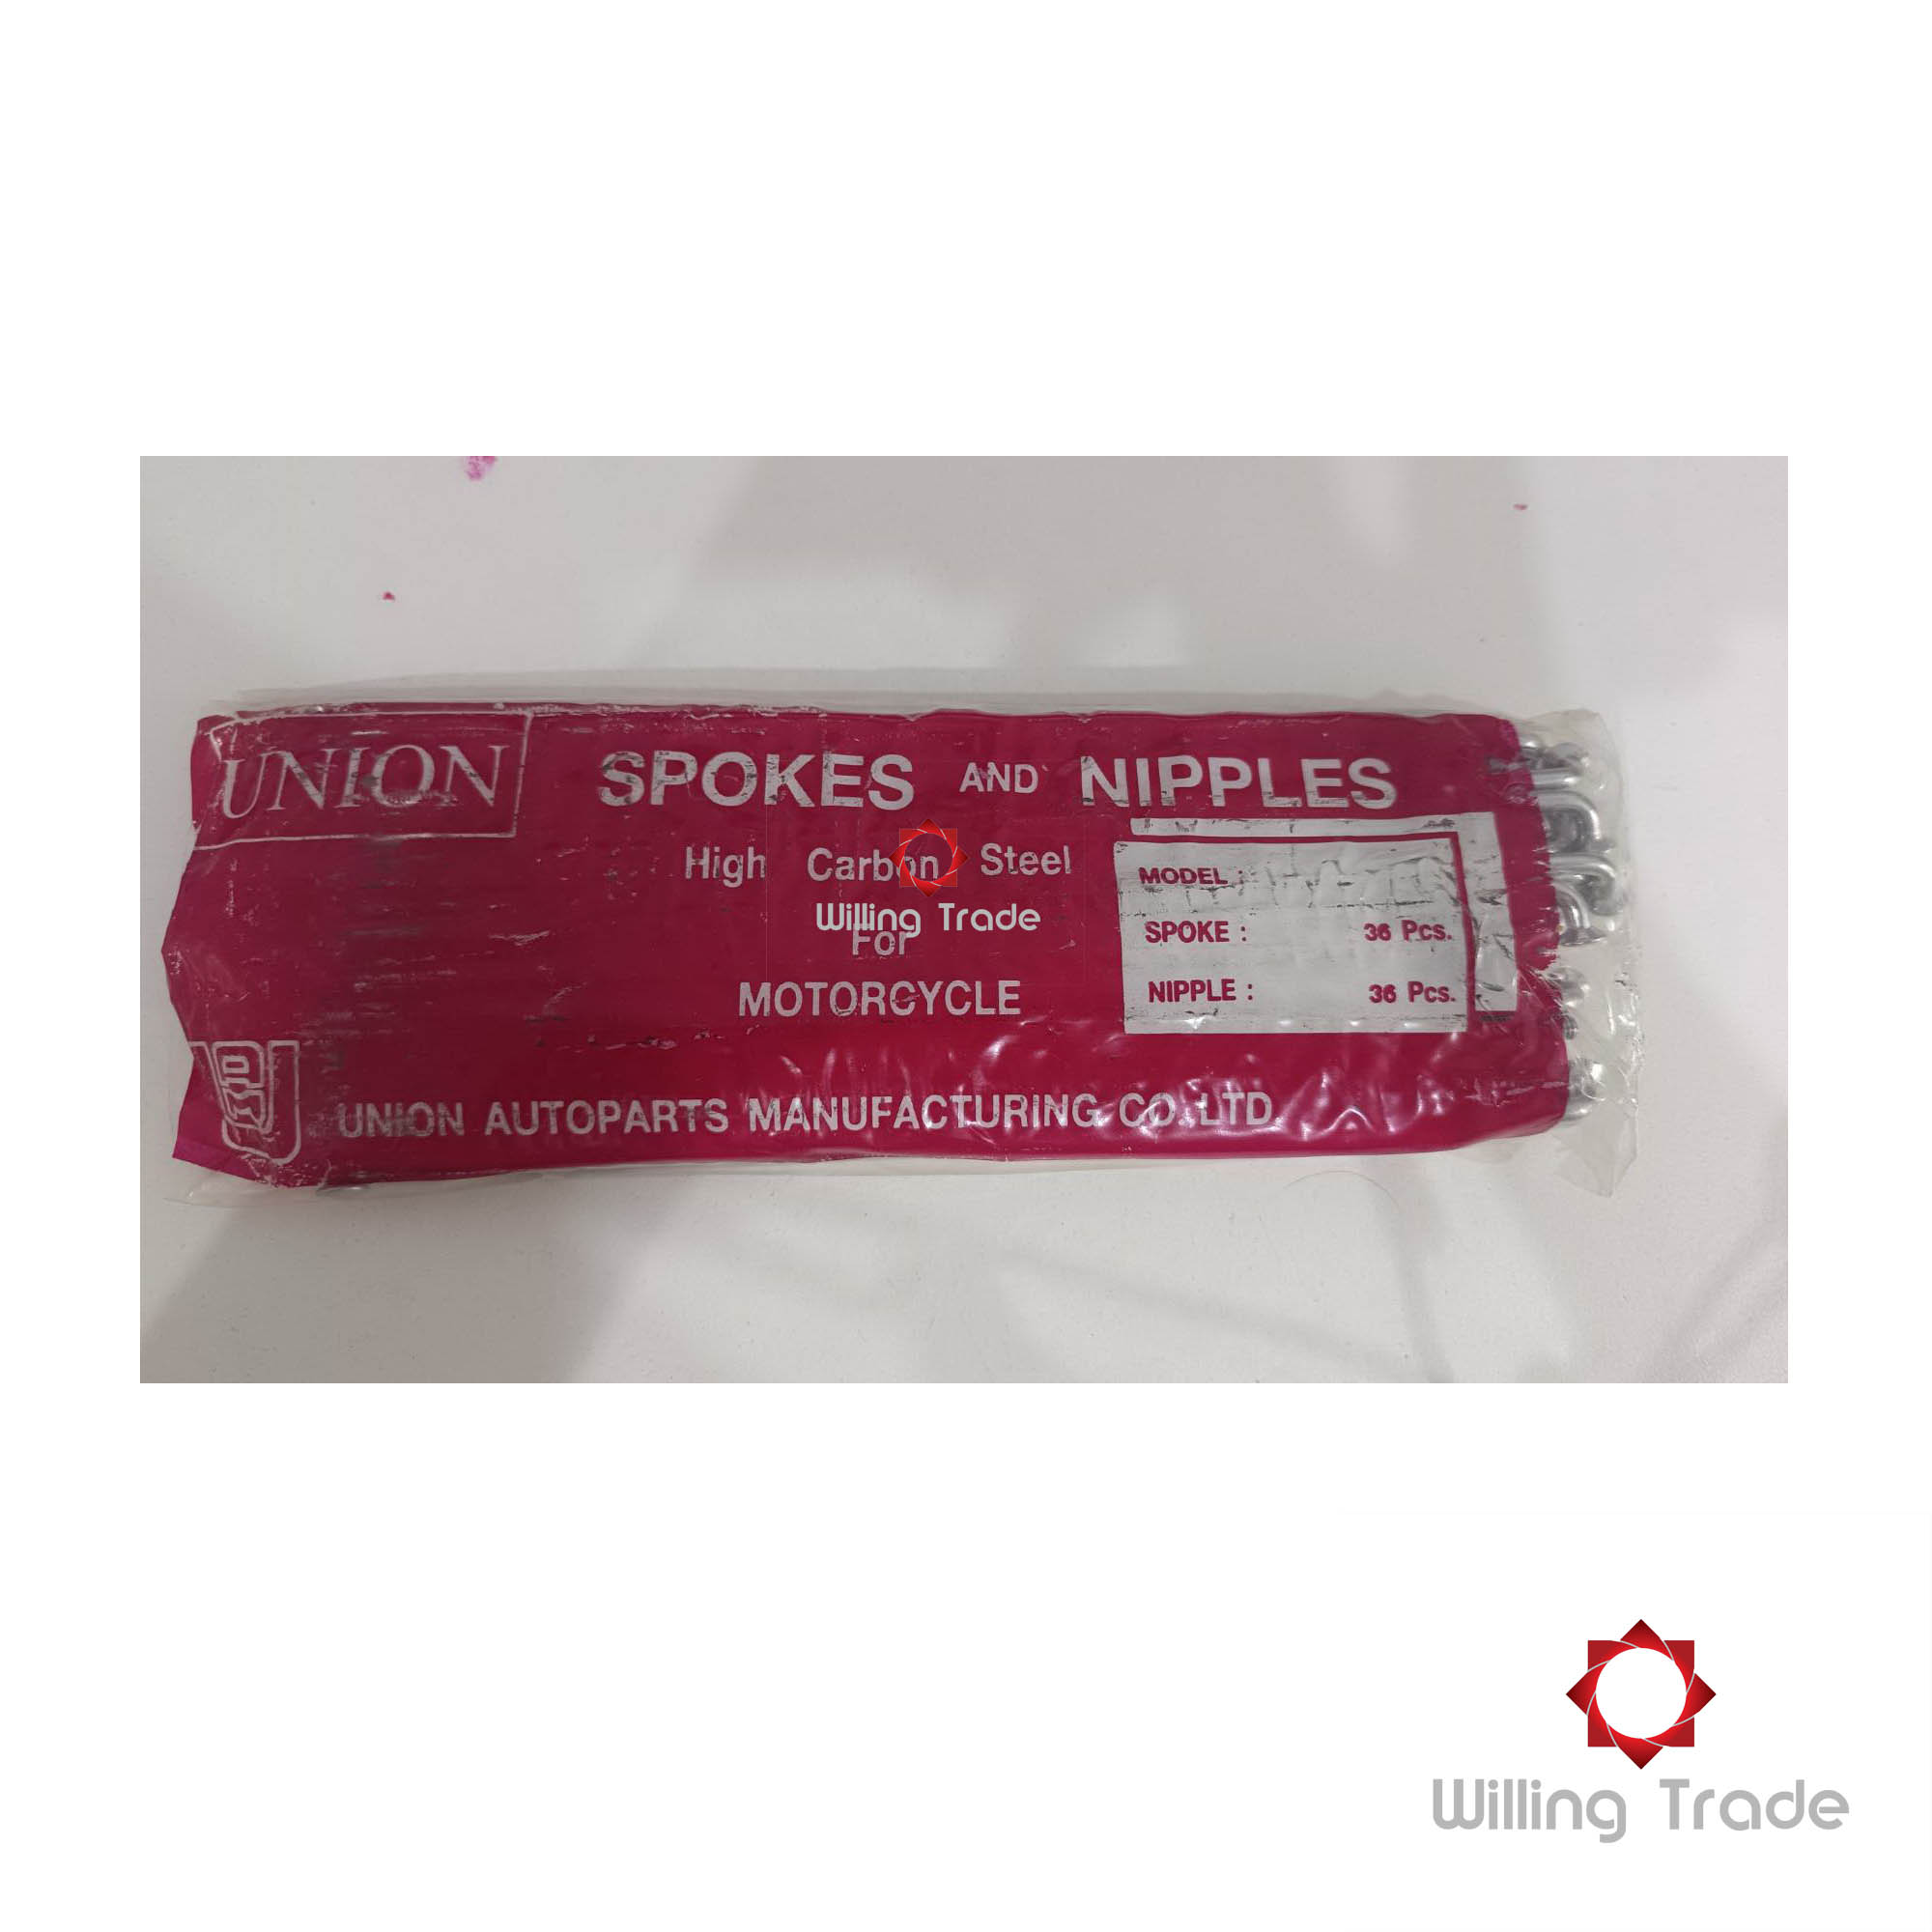 UNION
SPOKES AND NIPPLES
High Carbon Steel
Willing Trade
For
MOTORCYCLE
MODEL :
SPOKE : 36 Pcs.
NIPPLE : 36 Pcs.
UNION AUTOPARTS MANUFACTURING CO. LTD.
Willing Trade